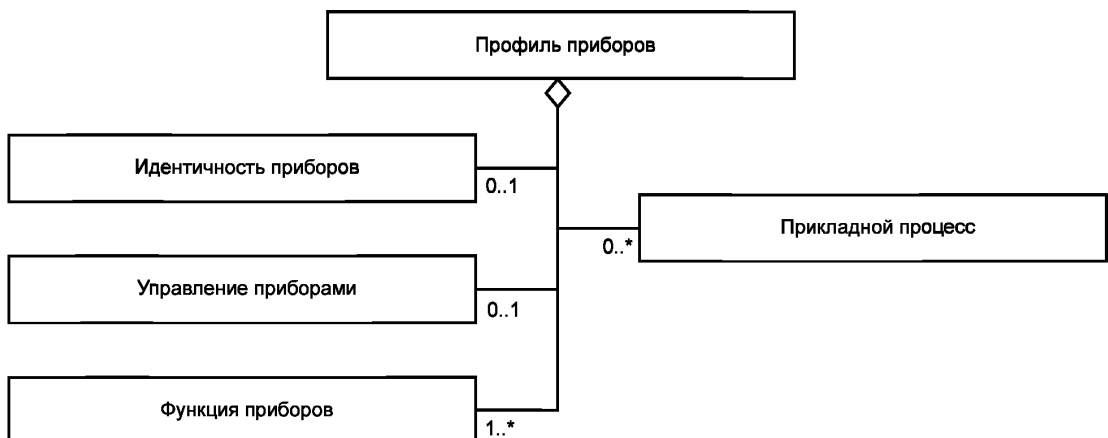 Профиль приборов
Идентичность приборов
0..1
Прикладной процесс
0..*
Управление приборами
0..1
Функция приборов
1..*